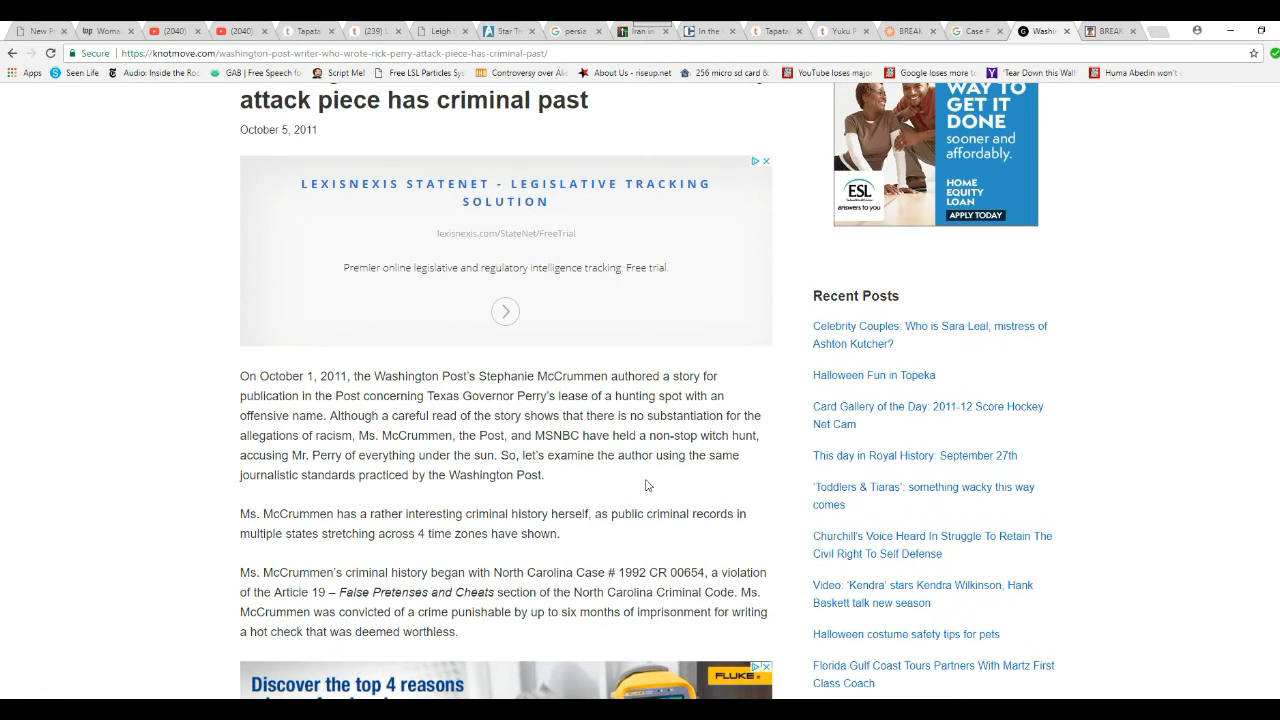 New P
Woma
(2040)
(2040)
Tapata
(239)
Leigh C
Star Tr
persia
Iran in
In the
Tapata
Yuku P
BREAK
Case #
Washin
BREAK
Secure
https://knotmove.com/washington-post-writer-who-wrote-rick-perry-attack-piece-has-criminal-past/
Apps
Seen Life
Audio: Inside the Ro
GAB | Free Speech fo
Script Me!
Free LSL Particles Sys
Controversy over Ali
About Us - riseup.net
256 micro sd card &
YouTube loses major
Google loses more t
'Tear Down this Wall
Huma Abedin won't
attack piece has criminal past
October 5, 2011
LEXISNEXIS STATENET - LEGISLATIVE TRACKING
SOLUTION
lexisnexis.com/StateNet/FreeTrial
Premier online legislative and regulatory intelligence tracking. Free trial.
On October 1, 2011, the Washington Post's Stephanie McCrummen authored a story for
publication in the Post concerning Texas Governor Perry's lease of a hunting spot with an
offensive name. Although a careful read of the story shows that there is no substantiation for the
allegations of racism, Ms. McCrummen, the Post, and MSNBC have held a non-stop witch hunt,
accusing Mr. Perry of everything under the sun. So, let's examine the author using the same
journalistic standards practiced by the Washington Post.
Ms. McCrummen has a rather interesting criminal history herself, as public criminal records in
multiple states stretching across 4 time zones have shown.
Ms. McCrummen's criminal history began with North Carolina Case # 1992 CR 00654, a violation
of the Article 19 – False Pretenses and Cheats section of the North Carolina Criminal Code. Ms.
McCrummen was convicted of a crime punishable by up to six months of imprisonment for writing
a hot check that was deemed worthless.
Discover the top 4 reasons
FLUKE
WAY TO
GET IT
DONE
sooner and
affordably.
ESL
answers to you
HOME
EQUITY
LOAN
APPLY TODAY
Recent Posts
Celebrity Couples: Who is Sara Leal, mistress of
Ashton Kutcher?
Halloween Fun in Topeka
Card Gallery of the Day: 2011-12 Score Hockey
Net Cam
This day in Royal History: September 27th
'Toddlers & Tiaras': something wacky this way
comes
Churchill's Voice Heard In Struggle To Retain The
Civil Right To Self Defense
Video: 'Kendra' stars Kendra Wilkinson, Hank
Baskett talk new season
Halloween costume safety tips for pets
Florida Gulf Coast Tours Partners With Martz First
Class Coach